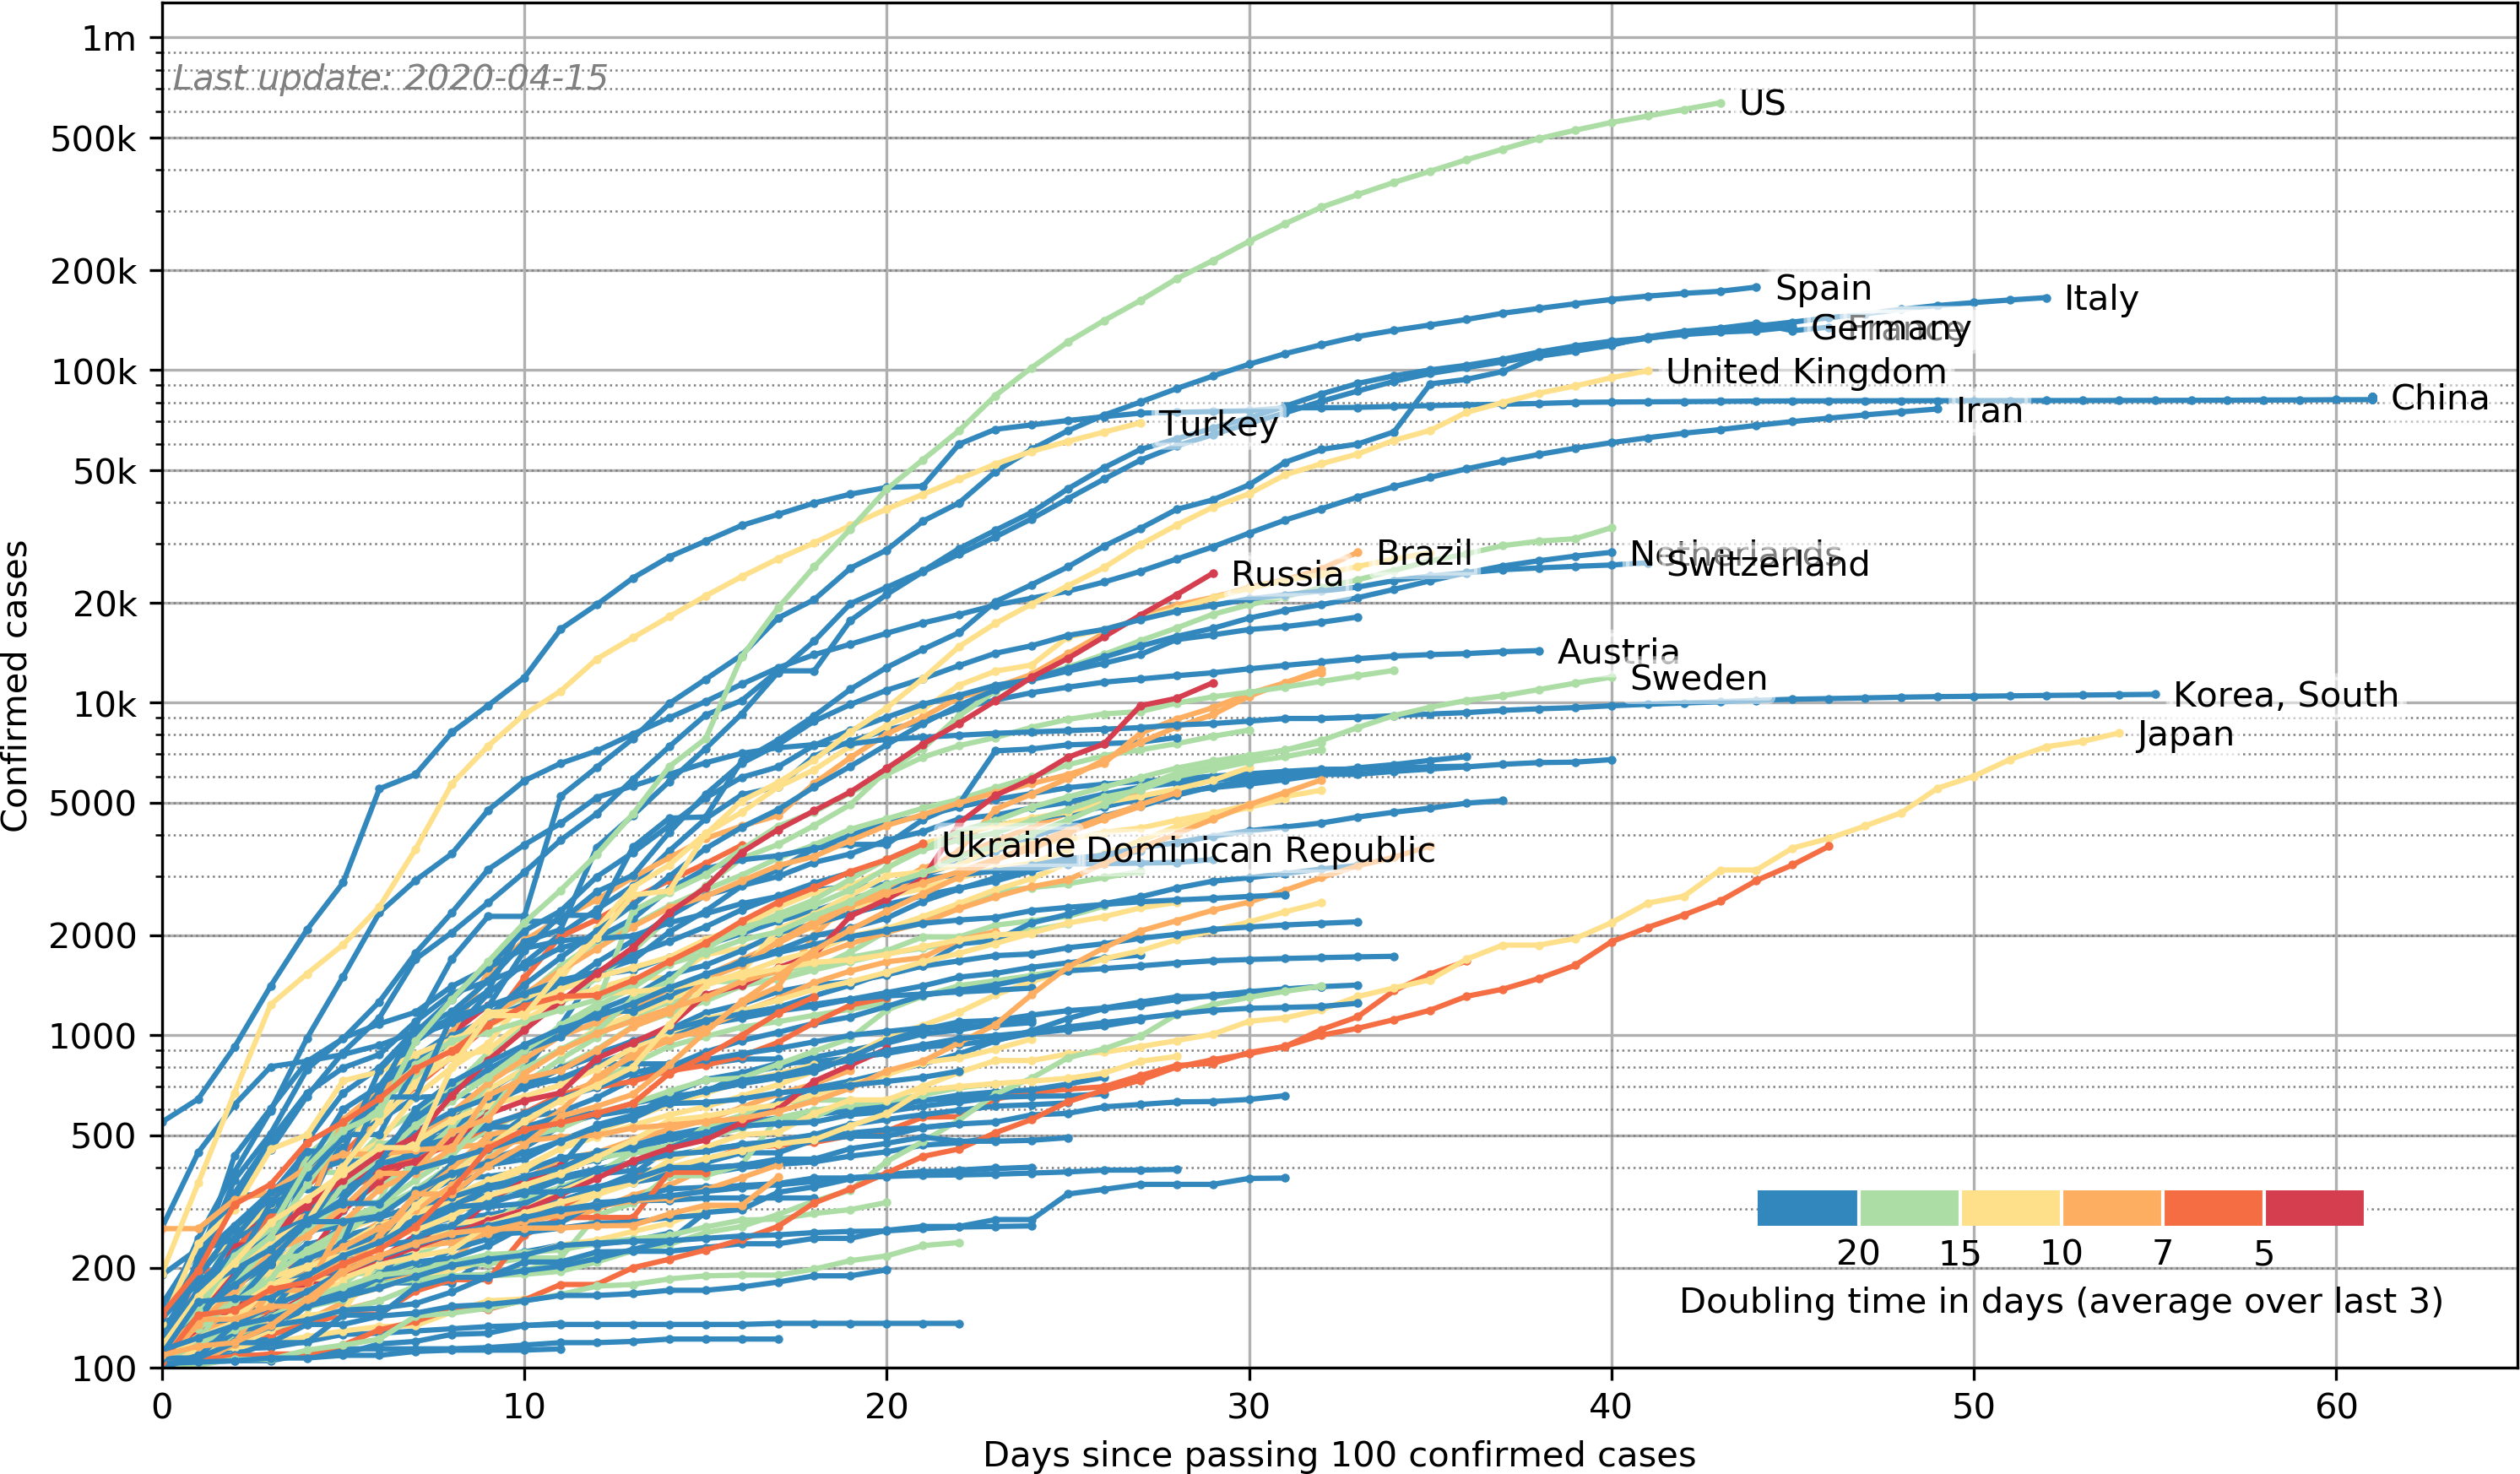 1m
Last update: 2020-04-15
US
500k
200k
Spain
Italy
Germany
France
100k
United Kingdom
China
Iran
Turkey
50k
Brazil
Netherlands
Switzerland
Russia
20k
Austria
Sweden
10k
Korea, South
Japan
5000
Ukraine
Dominican Republic
2000
1000
500
200
100
20 15 10 7 5
Doubling time in days (average over last 3)
0 10 20 30 40 50 60
Days since passing 100 confirmed cases
Confirmed cases